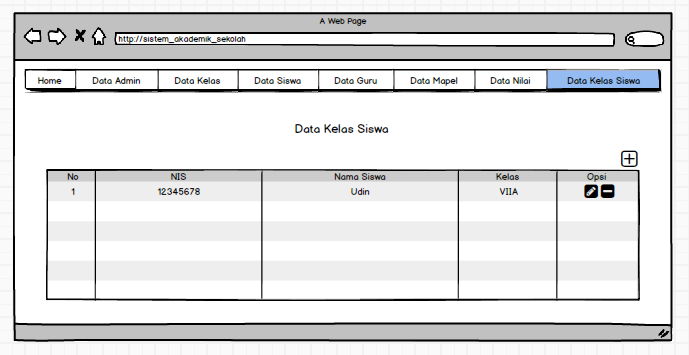 A Web Page
http://sistem_akademik_sekolah
Home Data Admin Data Kelas Data Siswa Data Guru Data Mapel Data Nilai Data Kelas Siswa
Data Kelas Siswa
No NIS Nama Siswa Kelas Opsi
1 12345678 Udin VIIA